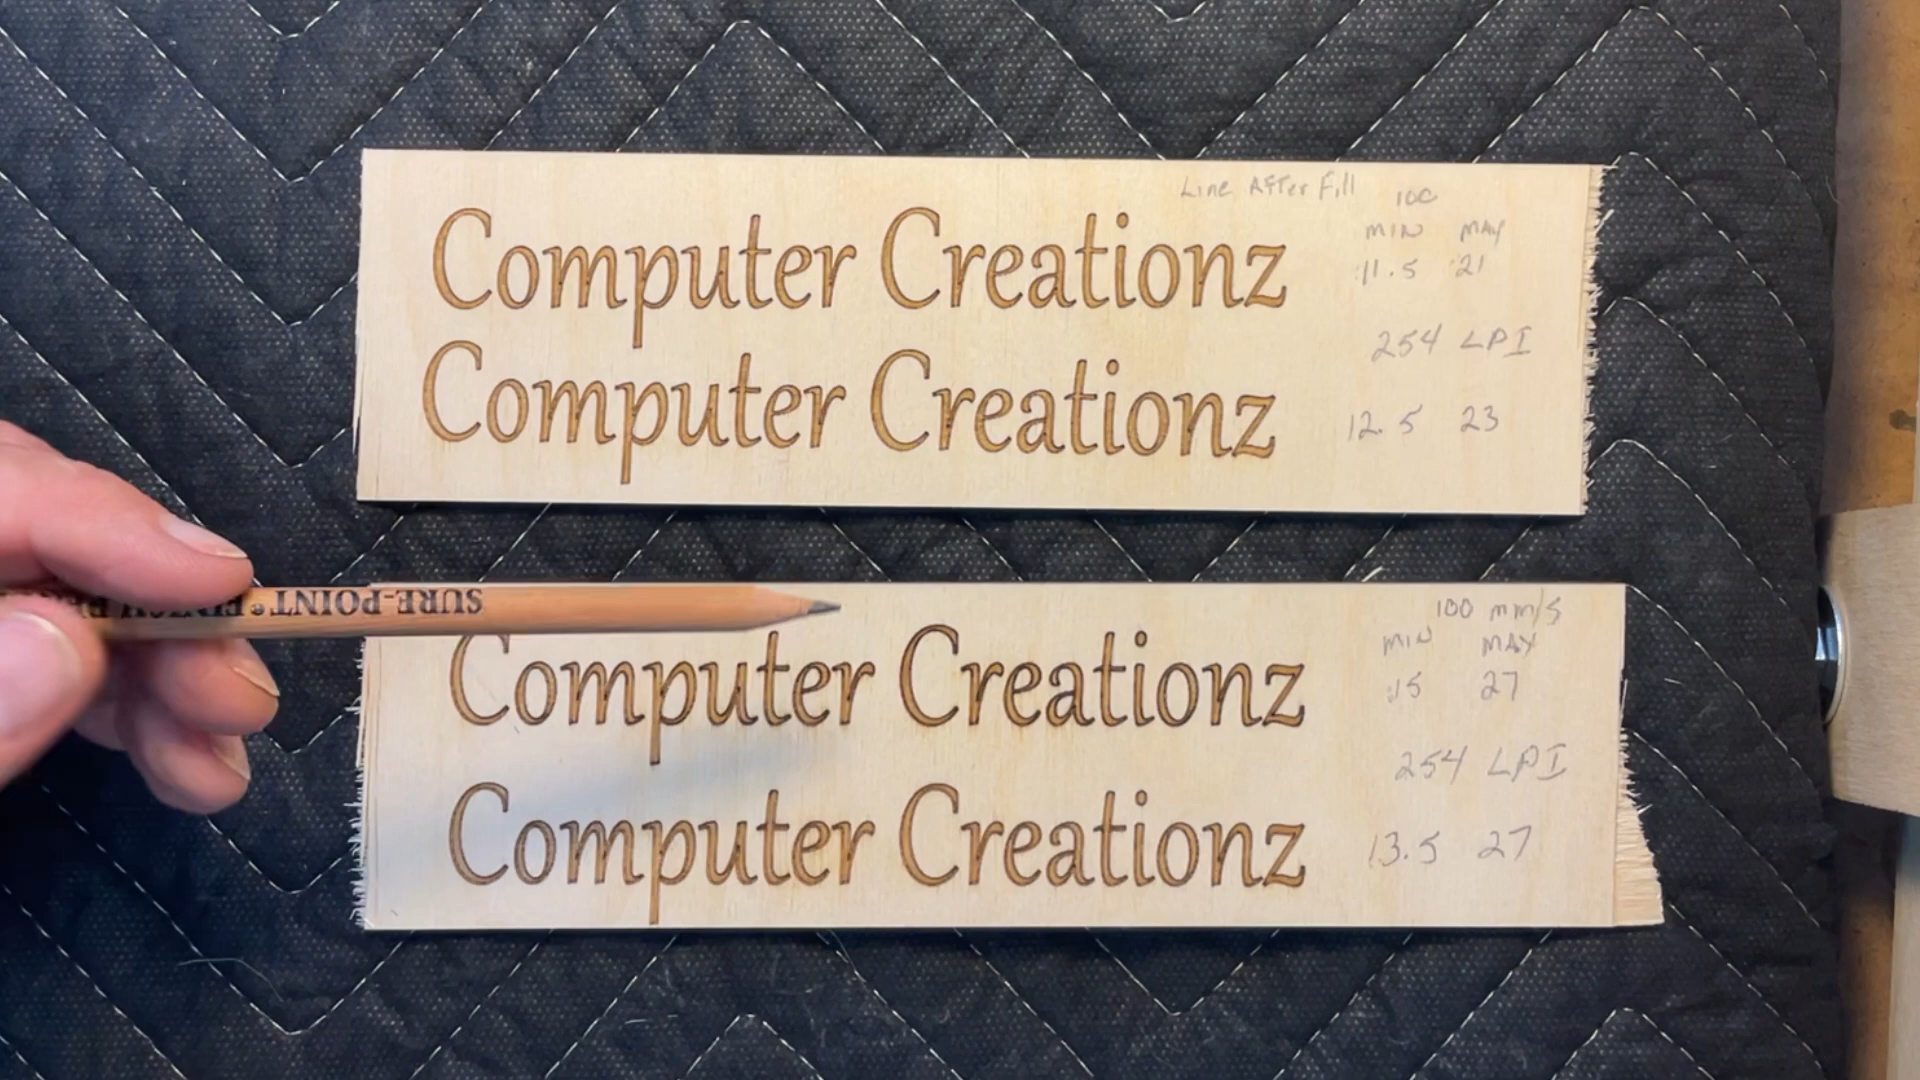 Line After Fill 100
MIN MAX
Computer Creationz 11.5 21
254 LPI
Computer Creationz 12.5 23
SURE-POINT
100 mm/s
MIN MAX
Computer Creationz 15 27
254 LPI
Computer Creationz 13.5 27